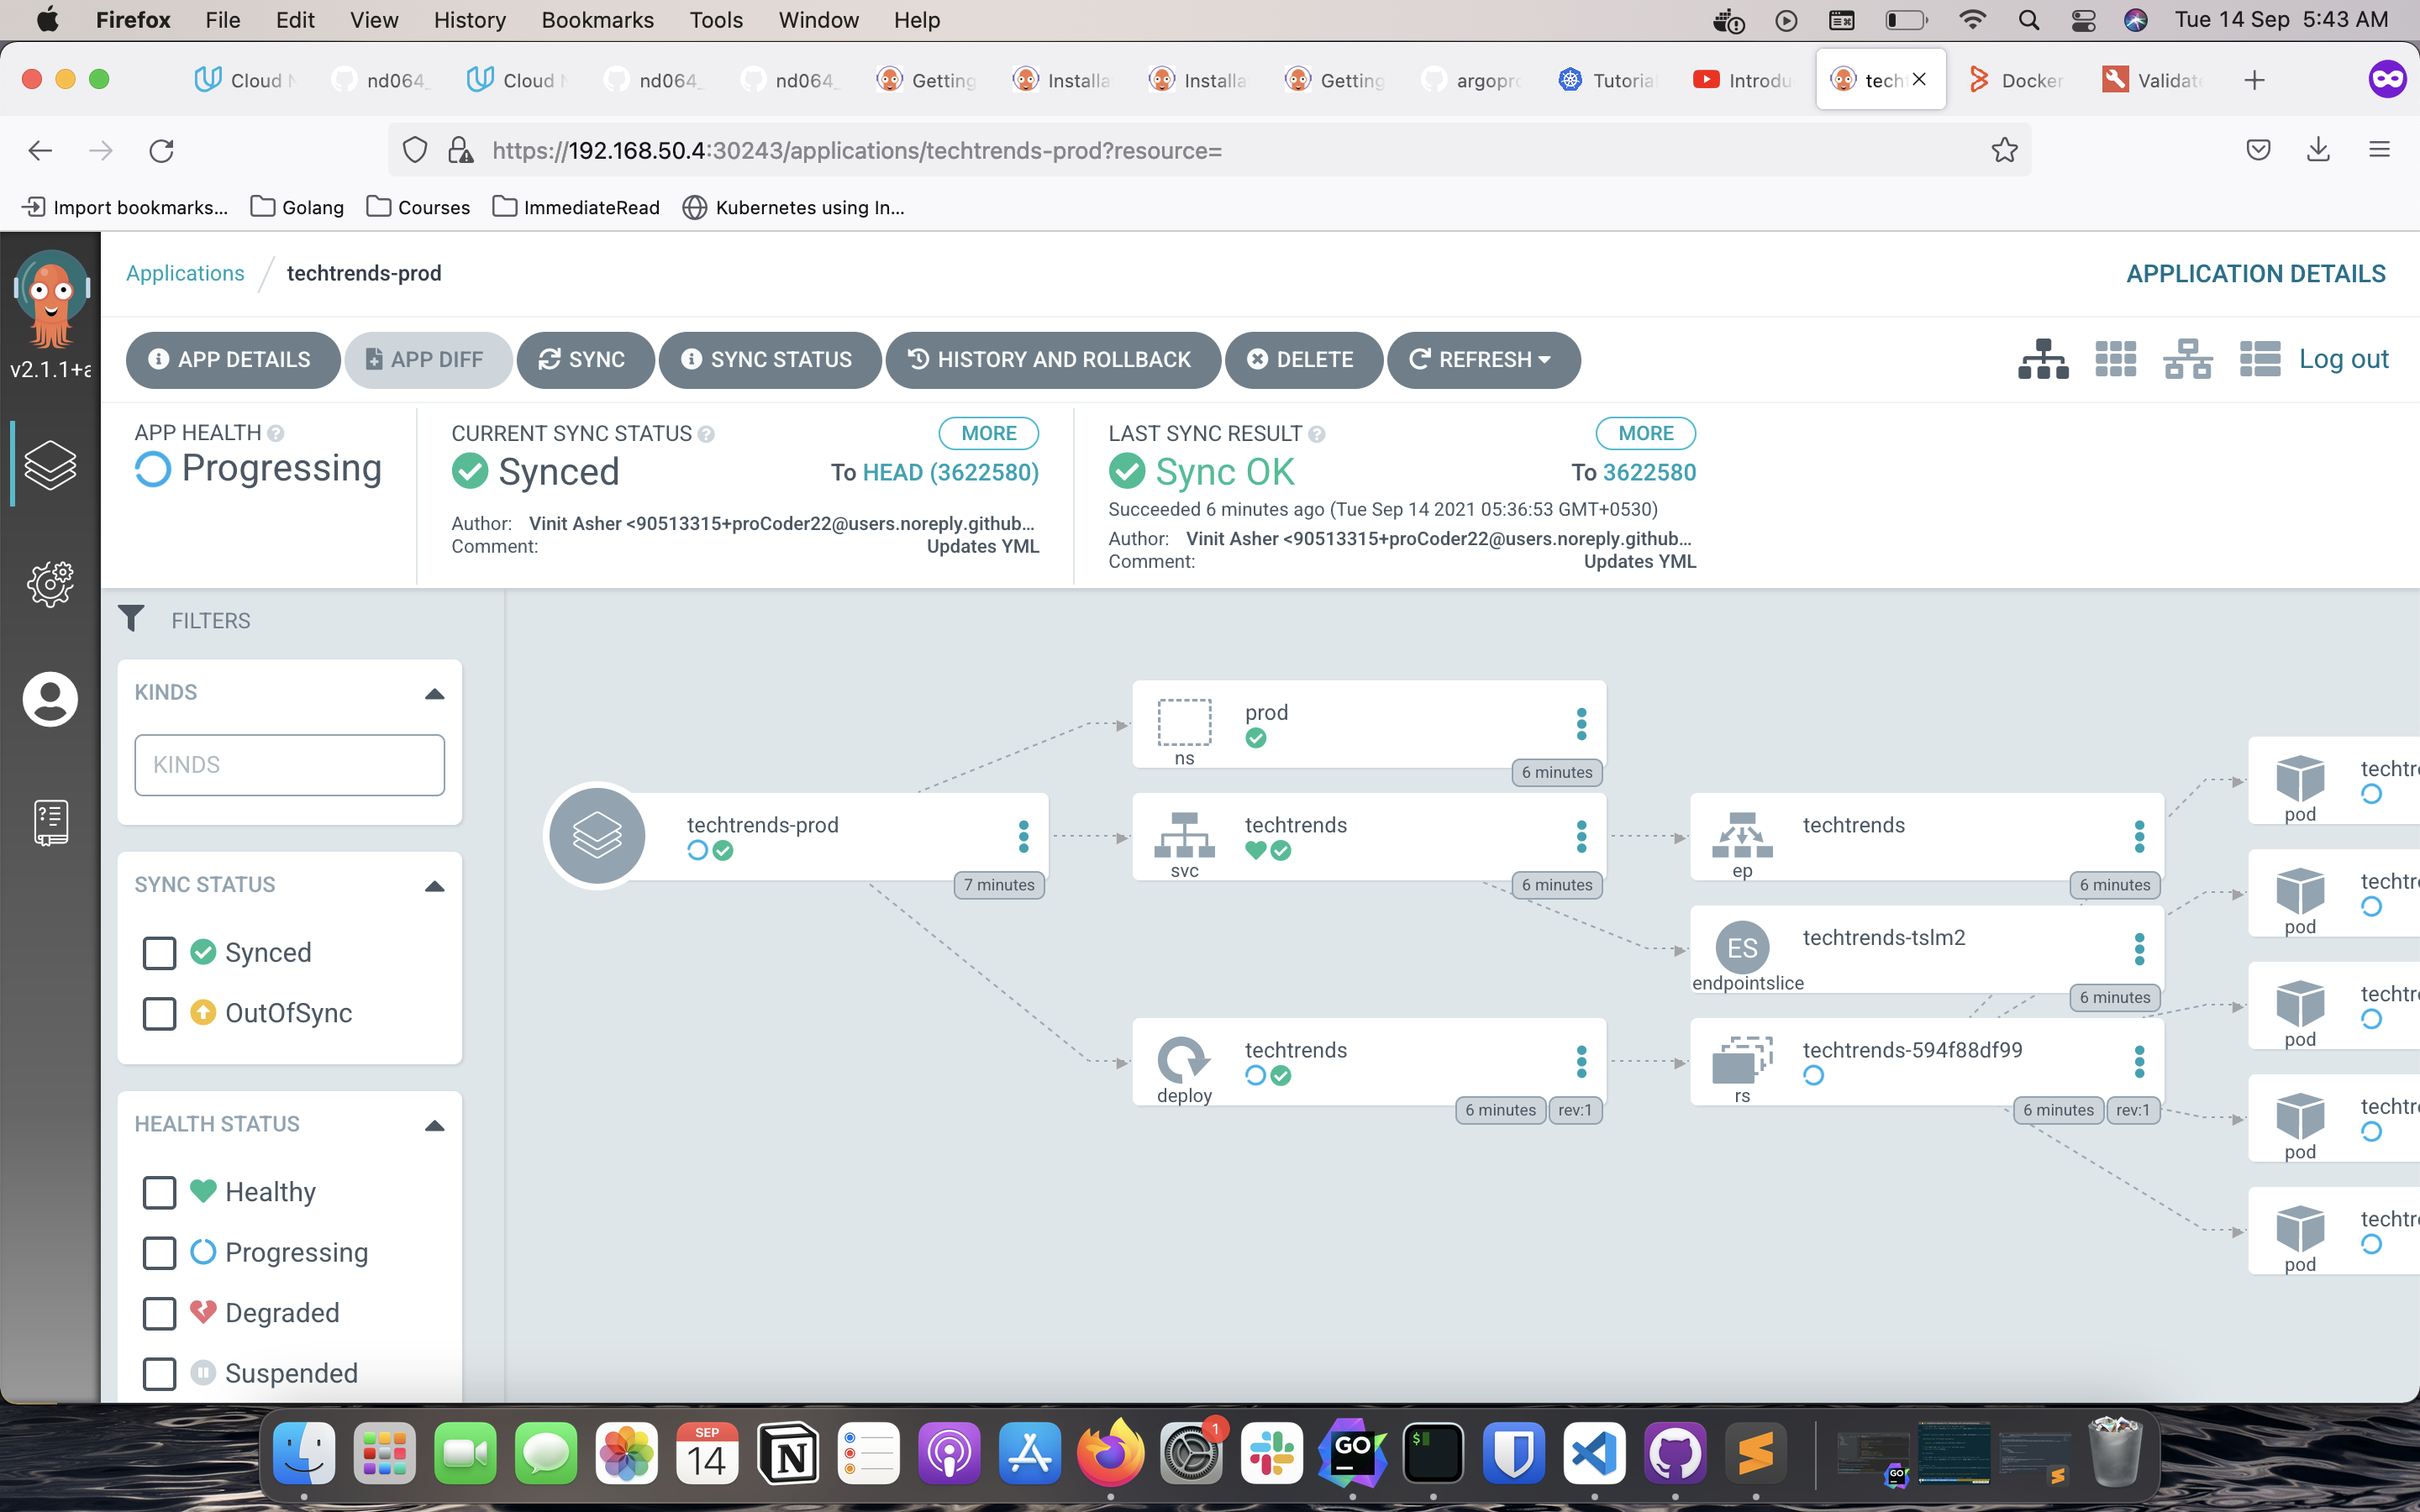 Firefox File Edit View History Bookmarks Tools Window Help Tue 14 Sep 5:43 AM
Cloud N nd064_ Cloud N nd064_ nd064_ Getting Installa Installa Getting argopro Tutorial Introdu tech Docker Validate
https://192.168.50.4:30243/applications/techtrends-prod?resource=
Import bookmarks... Golang Courses ImmediateRead Kubernetes using In...
Applications / techtrends-prod APPLICATION DETAILS
v2.1.1+a
APP DETAILS APP DIFF SYNC SYNC STATUS HISTORY AND ROLLBACK DELETE REFRESH Log out
APP HEALTH
Progressing
CURRENT SYNC STATUS MORE
Synced To HEAD (3622580)
Author: Vinit Asher <90513315+proCoder22@users.noreply.github...
Comment: Updates YML
LAST SYNC RESULT MORE
Sync OK To 3622580
Succeeded 6 minutes ago (Tue Sep 14 2021 05:36:53 GMT+0530)
Author: Vinit Asher <90513315+proCoder22@users.noreply.github...
Comment: Updates YML
FILTERS
KINDS
KINDS
SYNC STATUS
Synced
OutOfSync
HEALTH STATUS
Healthy
Progressing
Degraded
Suspended
techtrends-prod
7 minutes
prod
ns
6 minutes
techtrends
svc
6 minutes
techtrends
deploy
6 minutes rev:1
techtrends
ep
6 minutes
ES
techtrends-tslm2
endpointslice
6 minutes
techtrends-594f88df99
rs
6 minutes rev:1
techtr
pod
techtr
pod
techtr
pod
techtr
pod
techtr
pod
SEP
14
1
GO
$
GO